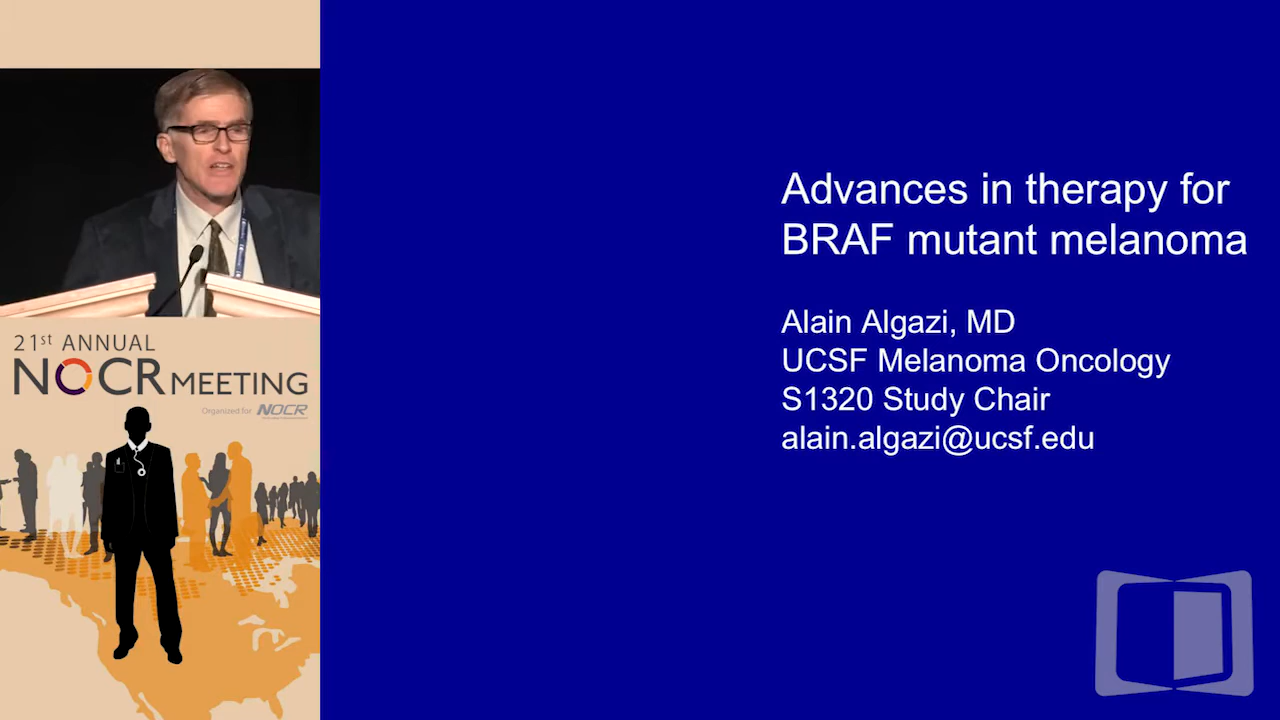 21st ANNUAL
NOCR MEETING
Organized for NOCR
Advances in therapy for
BRAF mutant melanoma
Alain Algazi, MD
UCSF Melanoma Oncology
S1320 Study Chair
alain.algazi@ucsf.edu